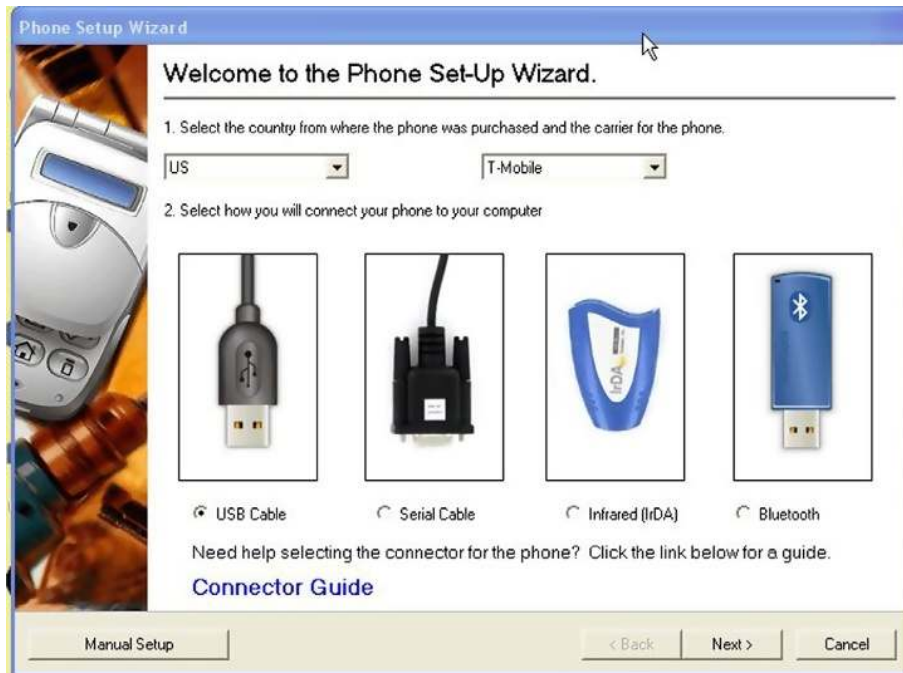 Phone Setup Wizard
Welcome to the Phone Set-Up Wizard.
1. Select the country from where the phone was purchased and the carrier for the phone.
US T-Mobile
2. Select how you will connect your phone to your computer
IrDA
USB Cable Serial Cable Infrared (IrDA) Bluetooth
Need help selecting the connector for the phone? Click the link below for a guide.
Connector Guide
Manual Setup < Back Next > Cancel